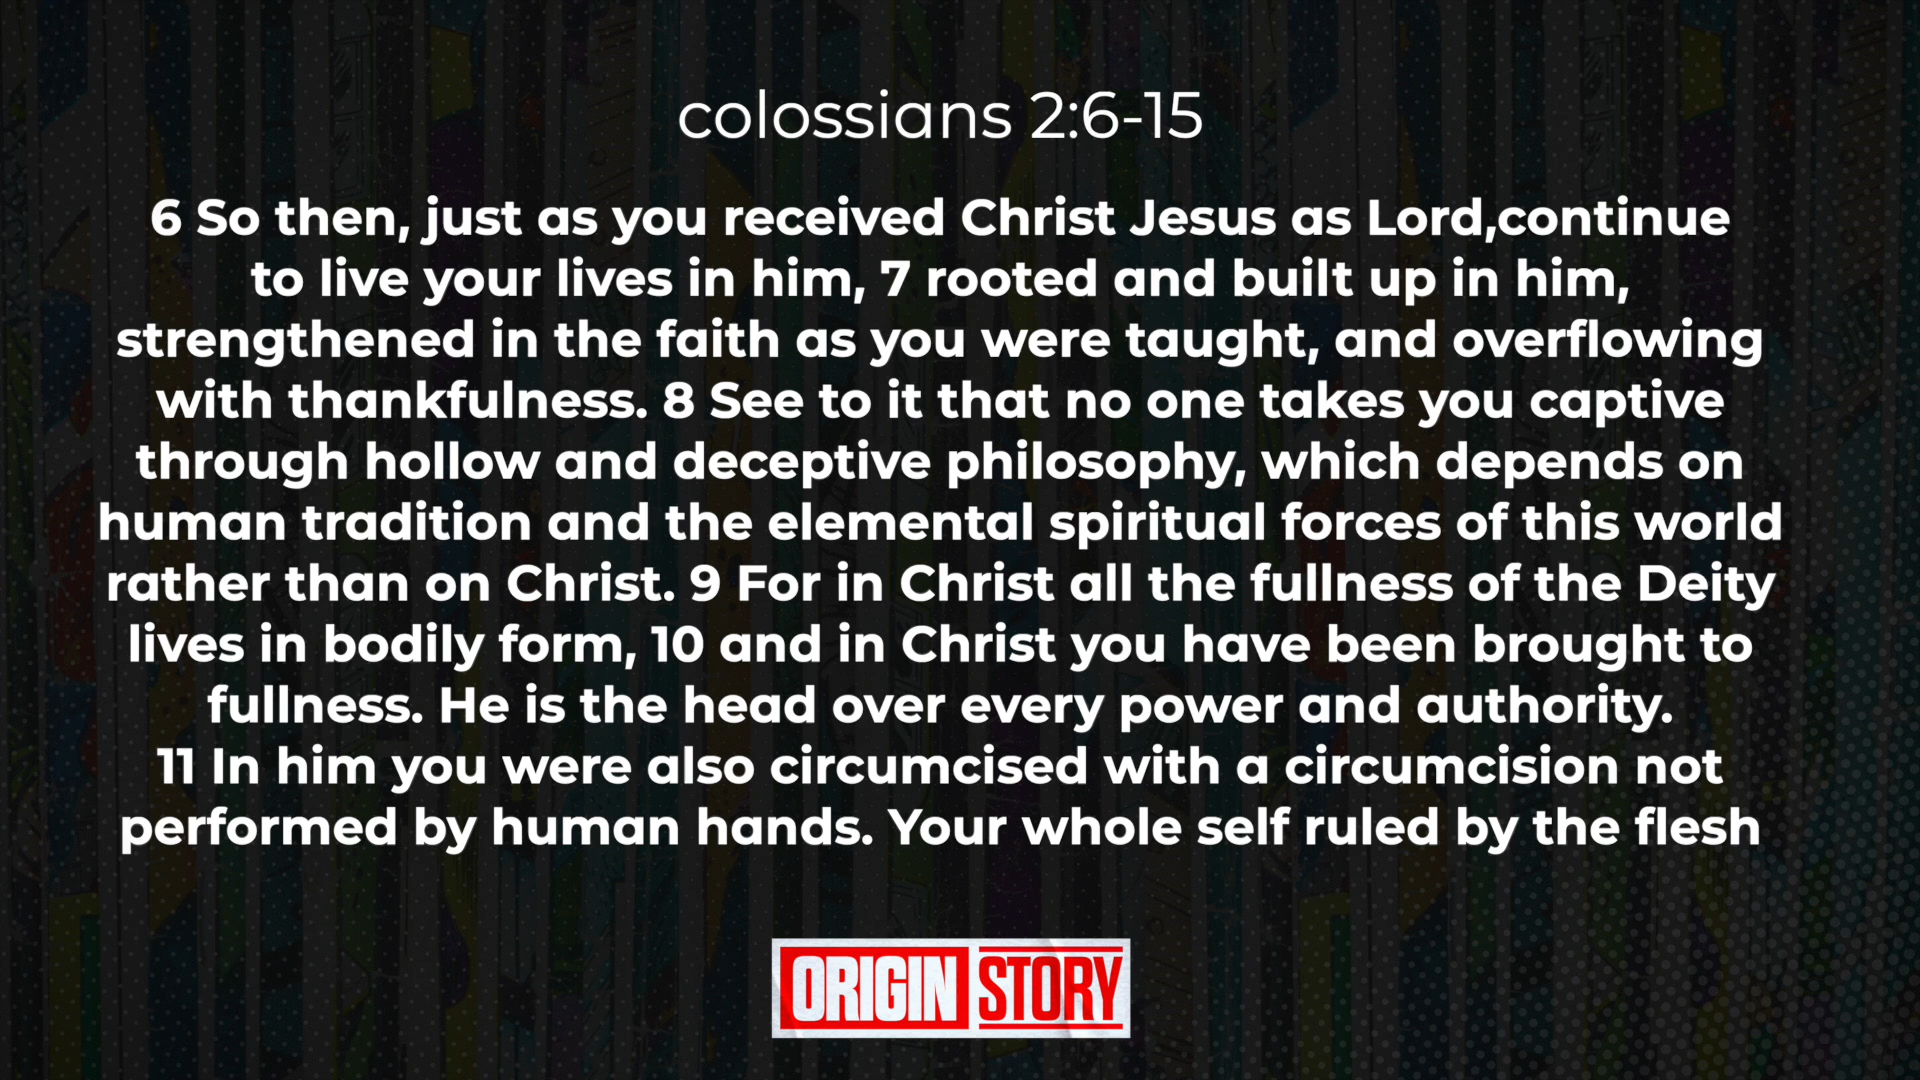 colossians 2:6-15
6 So then, just as you received Christ Jesus as Lord,continue
to live your lives in him, 7 rooted and built up in him,
strengthened in the faith as you were taught, and overflowing
with thankfulness. 8 See to it that no one takes you captive
through hollow and deceptive philosophy, which depends on
human tradition and the elemental spiritual forces of this world
rather than on Christ. 9 For in Christ all the fullness of the Deity
lives in bodily form, 10 and in Christ you have been brought to
fullness. He is the head over every power and authority.
11 In him you were also circumcised with a circumcision not
performed by human hands. Your whole self ruled by the flesh
ORIGIN STORY